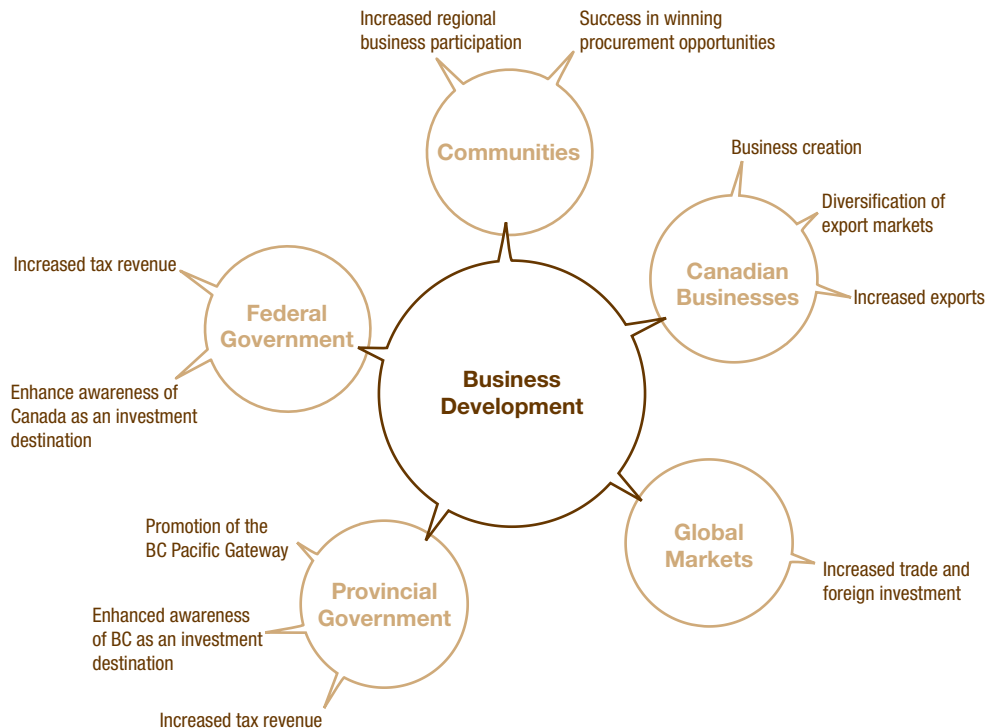 Increased regional
business participation
Success in winning
procurement opportunities
Communities
Business creation
Diversification of
export markets
Canadian
Businesses
Increased exports
Increased tax revenue
Federal
Government
Enhance awareness of
Canada as an investment
destination
Business
Development
Promotion of the
BC Pacific Gateway
Provincial
Government
Enhanced awareness
of BC as an investment
destination
Increased tax revenue
Global
Markets
Increased trade and
foreign investment